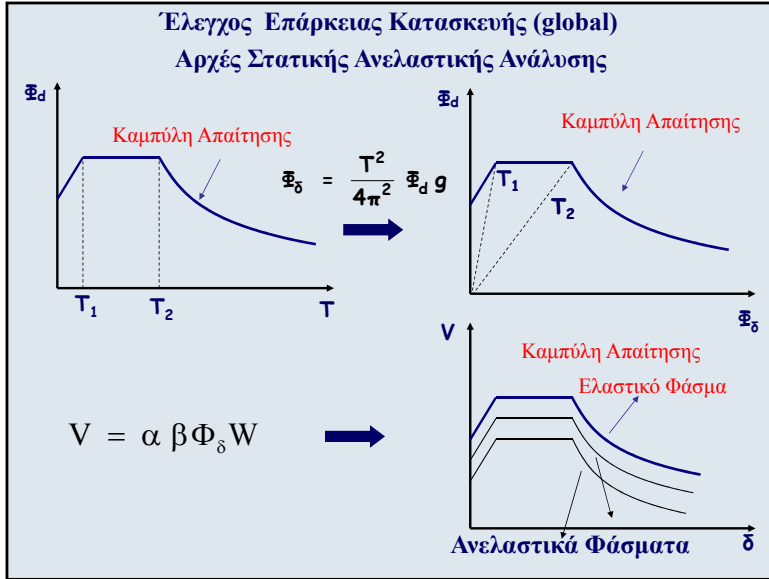 Έλεγχος Επάρκειας Κατασκευής (global)
Αρχές Στατικής Ανελαστικής Ανάλυσης
Φd
Καμπύλη Απαίτησης
T1
T2
T
Φδ = T² / 4π² Φd g
Φd
Καμπύλη Απαίτησης
T1
T2
Φδ
V = α β Φδ W
V
Καμπύλη Απαίτησης
Ελαστικό Φάσμα
Ανελαστικά Φάσματα
δ